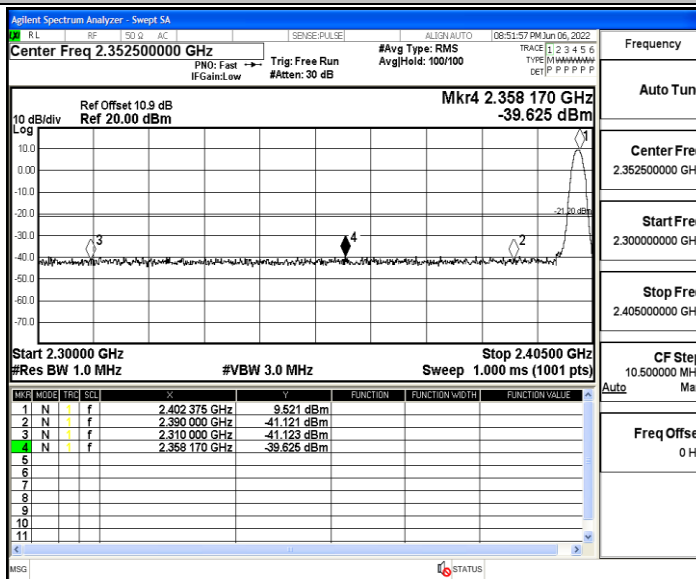 Agilent Spectrum Analyzer - Swept SA
RL RF 50 Ω AC SENSE:PULSE ALIGN AUTO 08:51:57 PM Jun 06, 2022
Center Freq 2.352500000 GHz
#Avg Type: RMS
TRACE 1 2 3 4 5 6
PNO: Fast Trig: Free Run Avg|Hold: 100/100
TYPE M
IFGain:Low #Atten: 30 dB
DET P P P P P P
Mkr4 2.358 170 GHz
Ref Offset 10.9 dB
10 dB/div Ref 20.00 dBm -39.625 dBm
Log
1
10.0
0.00
-10.0
-20.0
-21.20 dBm
-30.0
3 4 2
-40.0
-50.0
-60.0
-70.0
Start 2.30000 GHz Stop 2.40500 GHz
#Res BW 1.0 MHz #VBW 3.0 MHz Sweep 1.000 ms (1001 pts)
MKR MODE TRC SCL X Y FUNCTION FUNCTION WIDTH FUNCTION VALUE
1 N 1 f 2.402 375 GHz 9.521 dBm
2 N 1 f 2.390 000 GHz -41.121 dBm
3 N 1 f 2.310 000 GHz -41.123 dBm
4 N 1 f 2.358 170 GHz -39.625 dBm
5
6
7
8
9
10
11
MSG STATUS
Frequency
Auto Tun
Center Fre
2.352500000 GH
Start Fre
2.300000000 GH
Stop Fre
2.405000000 GH
CF Step
10.500000 MH
Auto Ma
Freq Offse
0 H